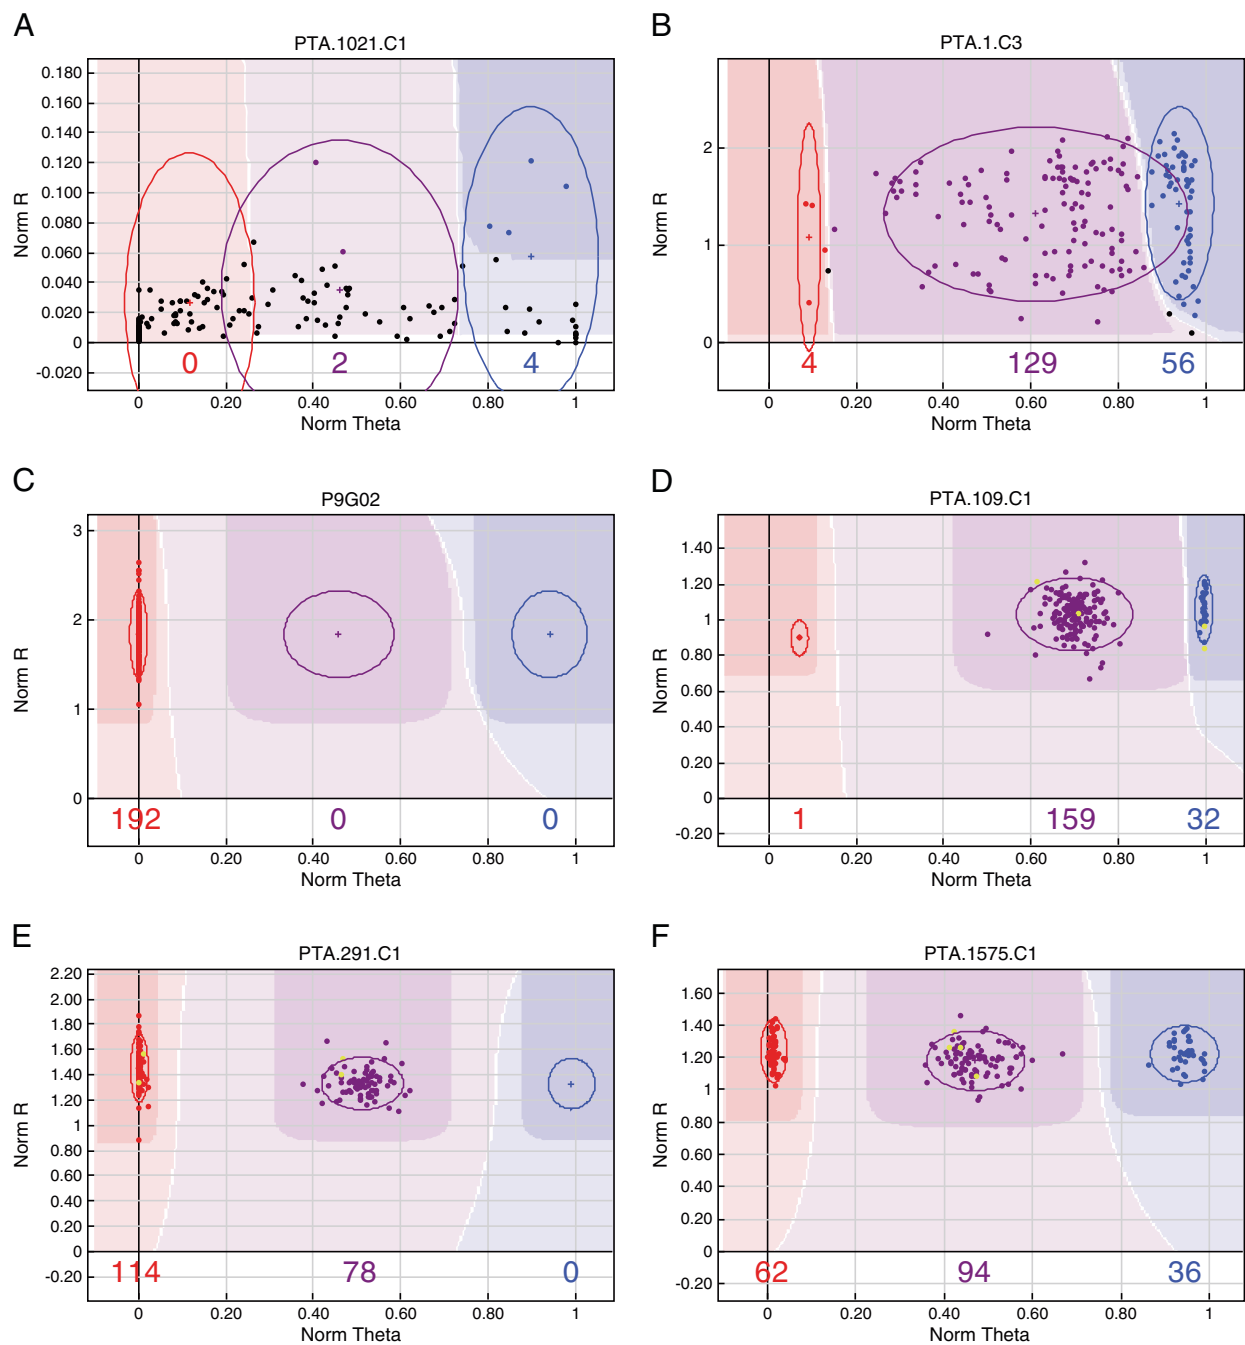 A
PTA.1021.C1
Norm R
0.180
0.160
0.140
0.120
0.100
0.080
0.060
0.040
0.020
0
-0.020
0 2 4
0 0.20 0.40 0.60 0.80 1
Norm Theta
B
PTA.1.C3
Norm R
2
1
0
4 129 56
0 0.20 0.40 0.60 0.80 1
Norm Theta
C
P9G02
Norm R
3
2
1
0
192 0 0
0 0.20 0.40 0.60 0.80 1
Norm Theta
D
PTA.109.C1
Norm R
1.40
1.20
1
0.80
0.60
0.40
0.20
0
-0.20
1 159 32
0 0.20 0.40 0.60 0.80 1
Norm Theta
E
PTA.291.C1
Norm R
2.20
2.00
1.80
1.60
1.40
1.20
1
0.80
0.60
0.40
0.20
0
-0.20
114 78 0
0 0.20 0.40 0.60 0.80 1
Norm Theta
F
PTA.1575.C1
Norm R
1.60
1.40
1.20
1
0.80
0.60
0.40
0.20
0
-0.20
62 94 36
0 0.20 0.40 0.60 0.80 1
Norm Theta